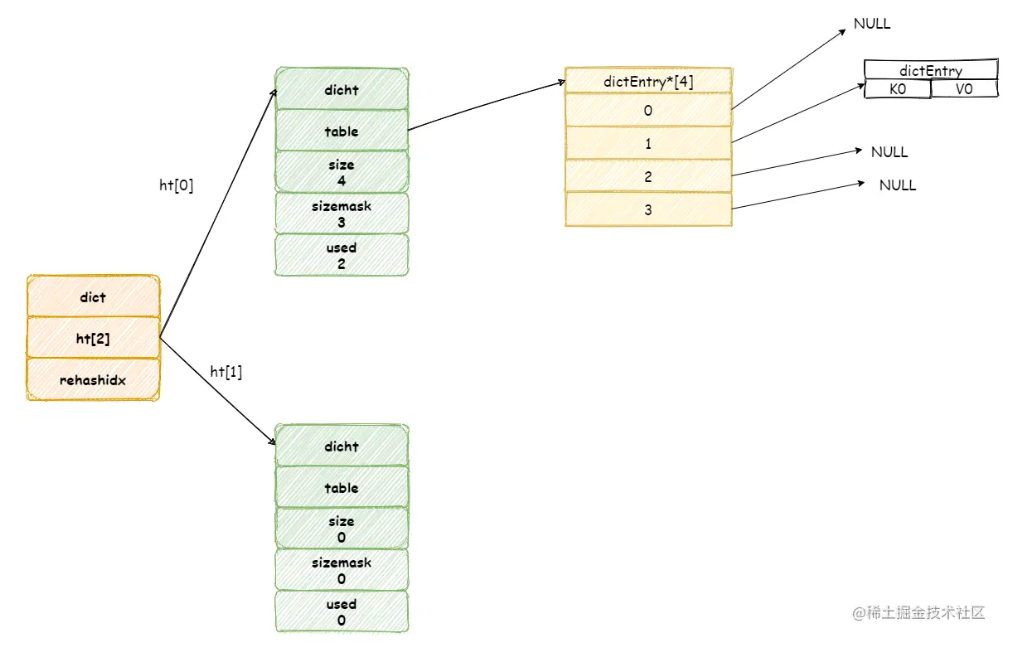 dict
ht[2]
rehashidx
ht[0]
ht[1]
dicht
table
size
4
sizemask
3
used
2
dictEntry*[4]
0
1
2
3
NULL
dictEntry
K0 V0
NULL
NULL
dicht
table
size
0
sizemask
0
used
0
@稀土掘金技术社区